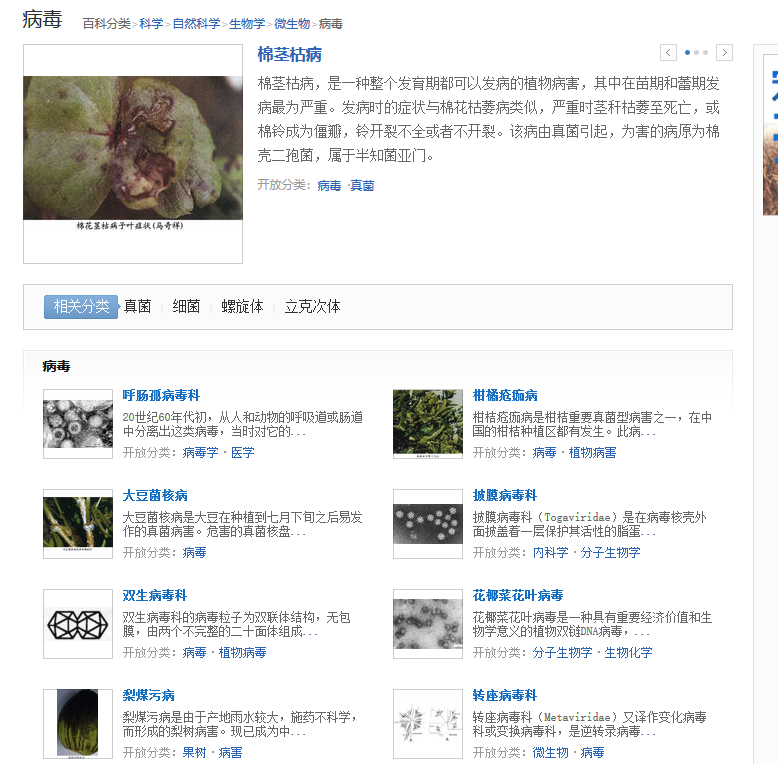 病毒 百科分类>科学>自然科学>生物学>微生物>病毒
棉茎枯病
棉茎枯病，是一种整个发育期都可以发病的植物病害，其中在苗期和蕾期发
病最为严重。发病时的症状与棉花枯萎病类似，严重时茎秆枯萎至死亡，或
棉铃成为僵瓣，铃开裂不全或者不开裂。该病由真菌引起，为害的病原为棉
壳二孢菌，属于半知菌亚门。
开放分类： 病毒 ·真菌
棉花茎枯病子叶症状(马奇祥)
相关分类 真菌 细菌 螺旋体 立克次体
病毒
呼肠孤病毒科
20世纪60年代初，从人和动物的呼吸道或肠道
中分离出这类病毒，当时对它的...
开放分类： 病毒学 · 医学
柑橘疮痂病
柑桔疮痂病是柑桔重要真菌型病害之一，在中
国的柑桔种植区都有发生。此病...
开放分类： 病毒 · 植物病害
大豆菌核病
大豆菌核病是大豆在种植到七月下旬之后易发
作的真菌病害。危害的真菌核盘...
开放分类： 病毒
披膜病毒科
披膜病毒科（Togaviridae）是在病毒核壳外
面披盖着一层保护其活性的脂蛋...
开放分类： 内科学 · 分子生物学
双生病毒科
双生病毒科的病毒粒子为双联体结构，无包
膜，由两个不完整的二十面体组成...
开放分类： 病毒 · 植物病毒
花椰菜花叶病毒
花椰菜花叶病毒是一种具有重要经济价值和生
物学意义的植物双链DNA病毒，...
开放分类： 分子生物学 · 生物化学
梨煤污病
梨煤污病是由于产地雨水较大，施药不科学，
而形成的梨树病害。现已成为中...
开放分类： 果树 · 病害
转座病毒科
转座病毒科（Metaviridae）又译作变化病毒
科或变换病毒科，是逆转录病毒...
开放分类： 微生物 · 病毒